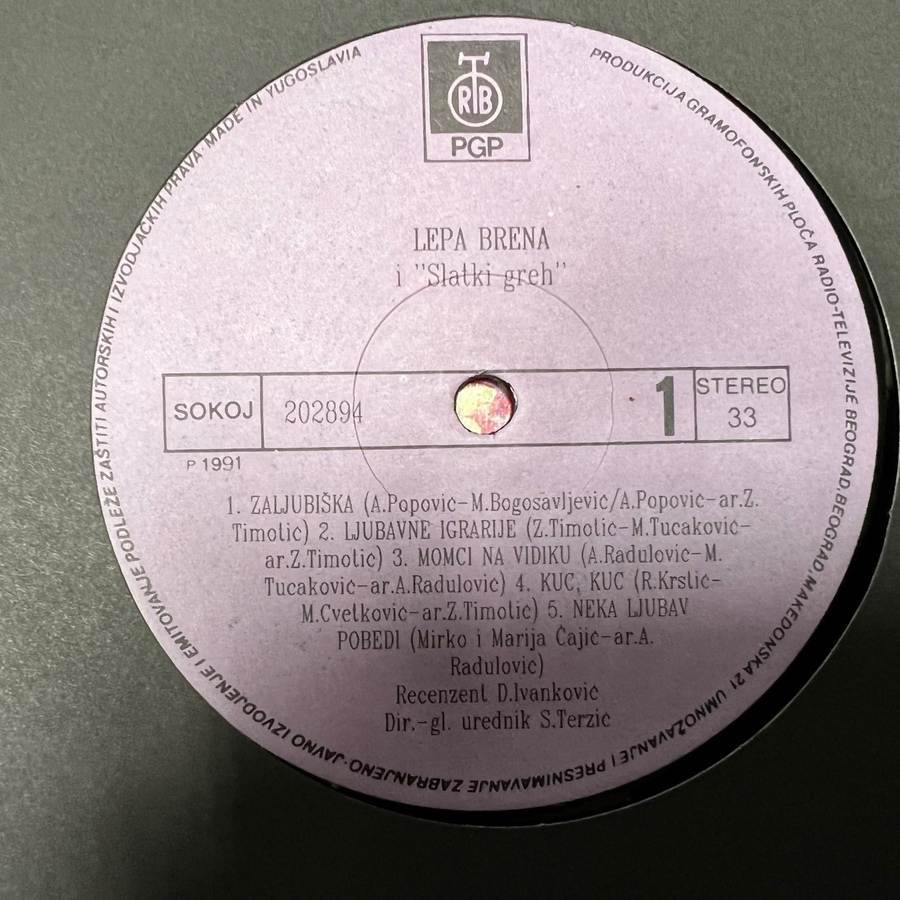 PRODUKCIJA GRAMOFONSKIH PLOČA RADIO-TELEVIZIJE BEOGRAD, BEOGRAD, MAKEDONSKA 21 UMNOŽAVANJE I PRESNIMAVANJE ZABRANJENO · JAVNO IZVODJENJE I EMITOVANJE PODLEŽE ZAŠTITI AUTORSKIH I IZVODJAČKIH PRAVA · MADE IN YUGOSLAVIA
RTB
PGP
LEPA BRENA
i "Slatki greh"
SOKOJ 202894 1 STEREO 33
P 1991
1. ZALJUBIŠKA (A.Popović-M.Bogosavljević/A.Popović-ar.Z.
Timotić) 2. LJUBAVNE IGRARIJE (Z.Timotić-M.Tucaković-
ar.Z.Timotić) 3. MOMCI NA VIDIKU (A.Radulović-M.
Tucaković-ar.A.Radulović) 4. KUC, KUC (R.Krstić-
M.Cvetković-ar.Z.Timotić) 5. NEKA LJUBAV
POBEDI (Mirko i Marija Čajić-ar.A.
Radulović)
Recenzent D.Ivanković
Dir.-gl. urednik S.Terzić